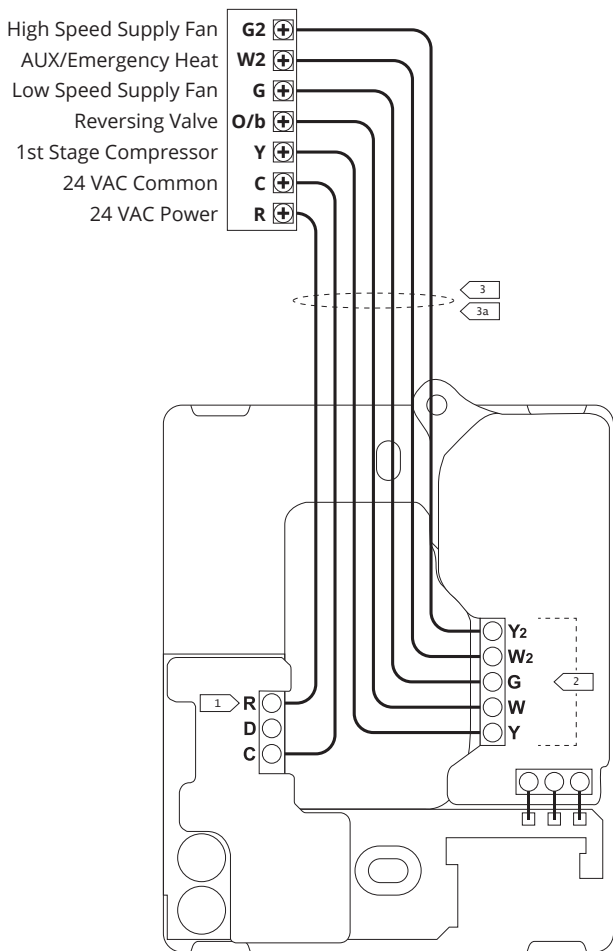 High Speed Supply Fan G2
AUX/Emergency Heat W2
Low Speed Supply Fan G
Reversing Valve O/b
1st Stage Compressor Y
24 VAC Common C
24 VAC Power R
3
3a
Y2
W2
G 2
W
Y
1 R
D
C